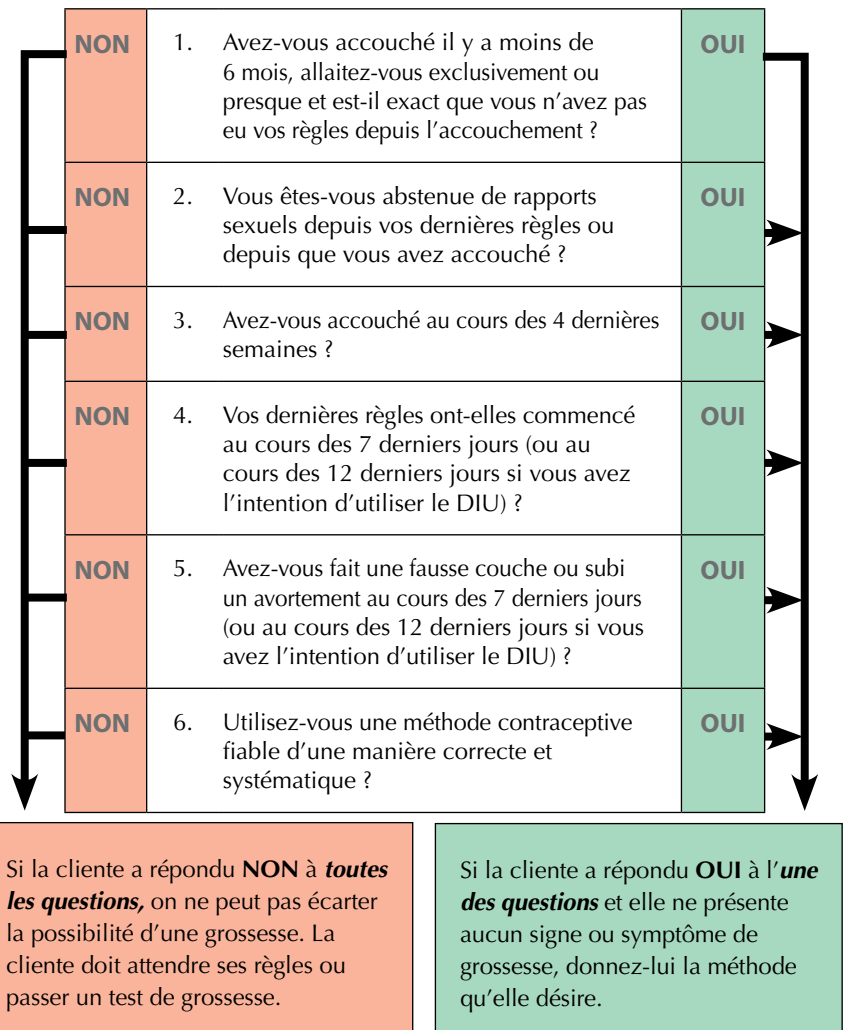 NON 1. Avez-vous accouché il y a moins de OUI
6 mois, allaitez-vous exclusivement ou
presque et est-il exact que vous n’avez pas
eu vos règles depuis l’accouchement ?
NON 2. Vous êtes-vous abstenue de rapports OUI
sexuels depuis vos dernières règles ou
depuis que vous avez accouché ?
NON 3. Avez-vous accouché au cours des 4 dernières OUI
semaines ?
NON 4. Vos dernières règles ont-elles commencé OUI
au cours des 7 derniers jours (ou au
cours des 12 derniers jours si vous avez
l’intention d’utiliser le DIU) ?
NON 5. Avez-vous fait une fausse couche ou subi OUI
un avortement au cours des 7 derniers jours
(ou au cours des 12 derniers jours si vous
avez l’intention d’utiliser le DIU) ?
NON 6. Utilisez-vous une méthode contraceptive OUI
fiable d’une manière correcte et
systématique ?
Si la cliente a répondu NON à toutes
les questions, on ne peut pas écarter
la possibilité d’une grossesse. La
cliente doit attendre ses règles ou
passer un test de grossesse.
Si la cliente a répondu OUI à l’une
des questions et elle ne présente
aucun signe ou symptôme de
grossesse, donnez-lui la méthode
qu’elle désire.